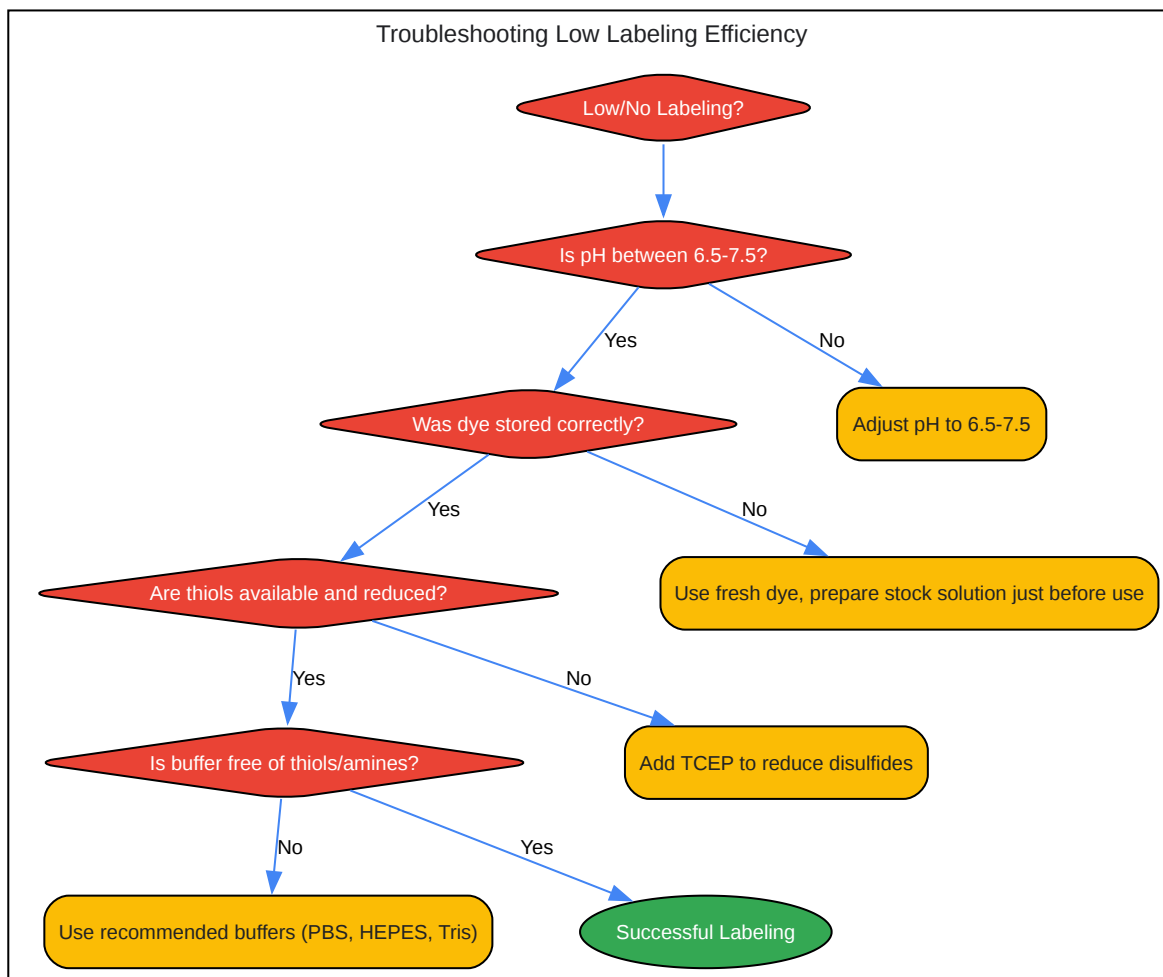 Troubleshooting Low Labeling Efficiency
Low/No Labeling?
Is pH between 6.5-7.5?
Yes
No
Was dye stored correctly?
Adjust pH to 6.5-7.5
Yes
No
Are thiols available and reduced?
Use fresh dye, prepare stock solution just before use
Yes
No
Is buffer free of thiols/amines?
Add TCEP to reduce disulfides
No
Yes
Use recommended buffers (PBS, HEPES, Tris)
Successful Labeling